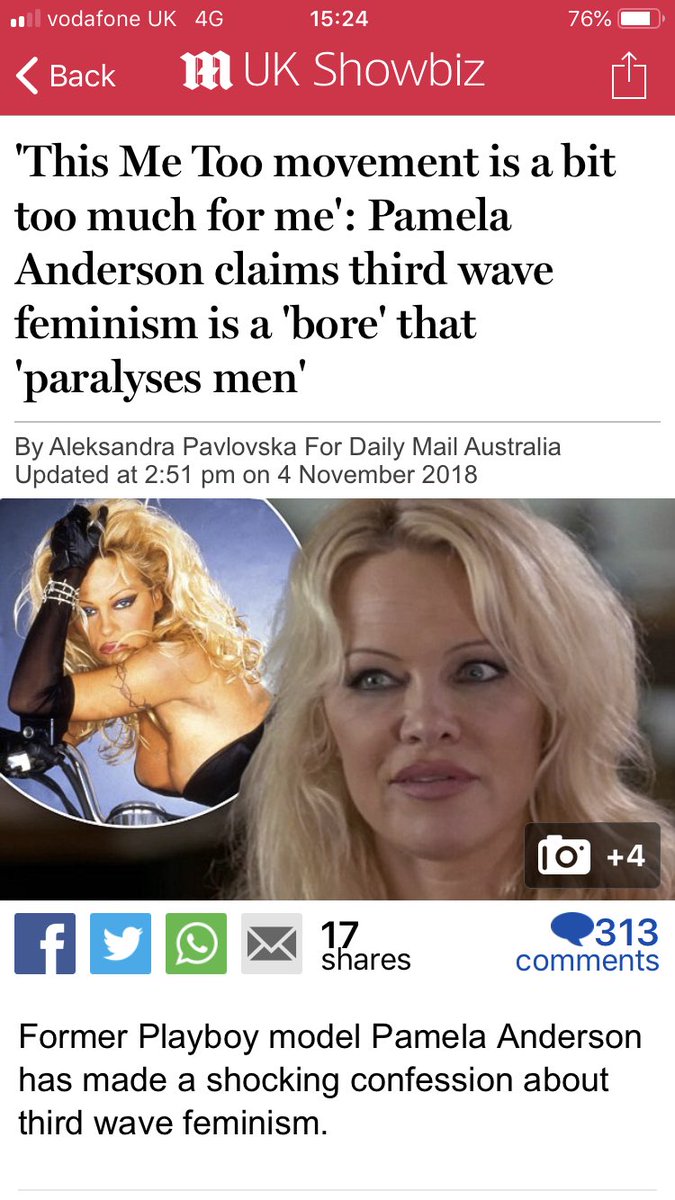 vodafone UK 4G 15:24 76%
Back UK Showbiz
'This Me Too movement is a bit
too much for me': Pamela
Anderson claims third wave
feminism is a 'bore' that
'paralyses men'
By Aleksandra Pavlovska For Daily Mail Australia
Updated at 2:51 pm on 4 November 2018
+4
17
shares
313
comments
Former Playboy model Pamela Anderson
has made a shocking confession about
third wave feminism.